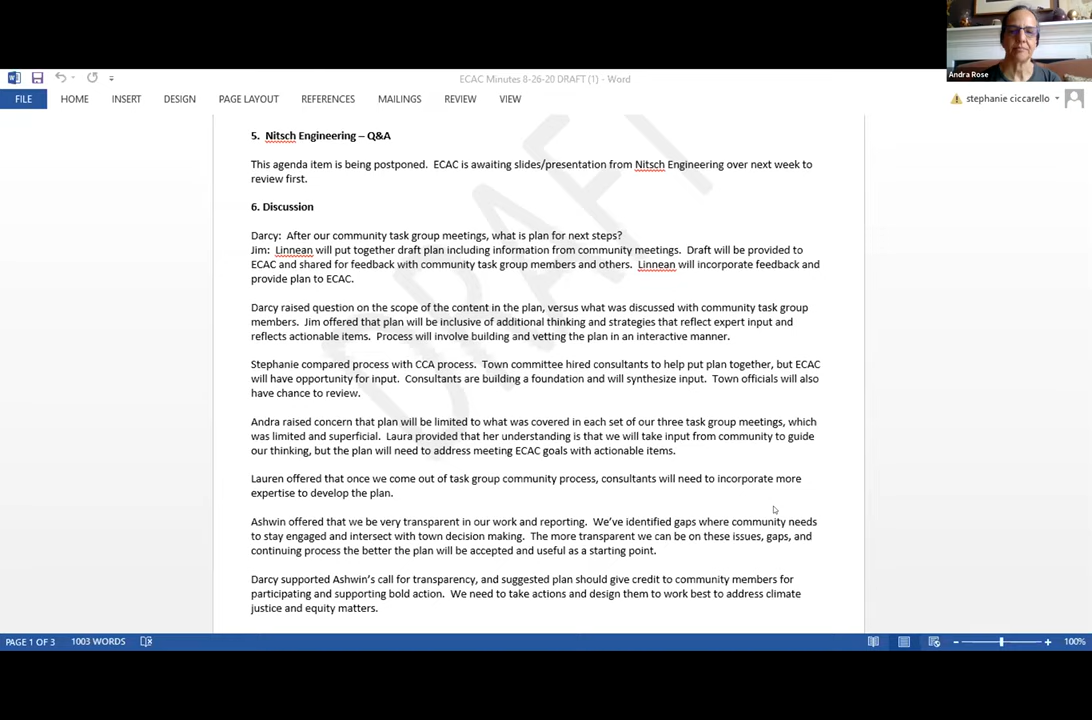 Andra Rose
ECAC Minutes 8-26-20 DRAFT (1) - Word
FILE HOME INSERT DESIGN PAGE LAYOUT REFERENCES MAILINGS REVIEW VIEW stephanie ciccarello
5. Nitsch Engineering – Q&A
This agenda item is being postponed. ECAC is awaiting slides/presentation from Nitsch Engineering over next week to
review first.
6. Discussion
Darcy: After our community task group meetings, what is plan for next steps?
Jim: Linnean will put together draft plan including information from community meetings. Draft will be provided to
ECAC and shared for feedback with community task group members and others. Linnean will incorporate feedback and
provide plan to ECAC.
Darcy raised question on the scope of the content in the plan, versus what was discussed with community task group
members. Jim offered that plan will be inclusive of additional thinking and strategies that reflect expert input and
reflects actionable items. Process will involve building and vetting the plan in an interactive manner.
Stephanie compared process with CCA process. Town committee hired consultants to help put plan together, but ECAC
will have opportunity for input. Consultants are building a foundation and will synthesize input. Town officials will also
have chance to review.
Andra raised concern that plan will be limited to what was covered in each set of our three task group meetings, which
was limited and superficial. Laura provided that her understanding is that we will take input from community to guide
our thinking, but the plan will need to address meeting ECAC goals with actionable items.
Lauren offered that once we come out of task group community process, consultants will need to incorporate more
expertise to develop the plan.
Ashwin offered that we be very transparent in our work and reporting. We've identified gaps where community needs
to stay engaged and intersect with town decision making. The more transparent we can be on these issues, gaps, and
continuing process the better the plan will be accepted and useful as a starting point.
Darcy supported Ashwin's call for transparency, and suggested plan should give credit to community members for
participating and supporting bold action. We need to take actions and design them to work best to address climate
justice and equity matters.
DRAFT
PAGE 1 OF 3 1003 WORDS 100%